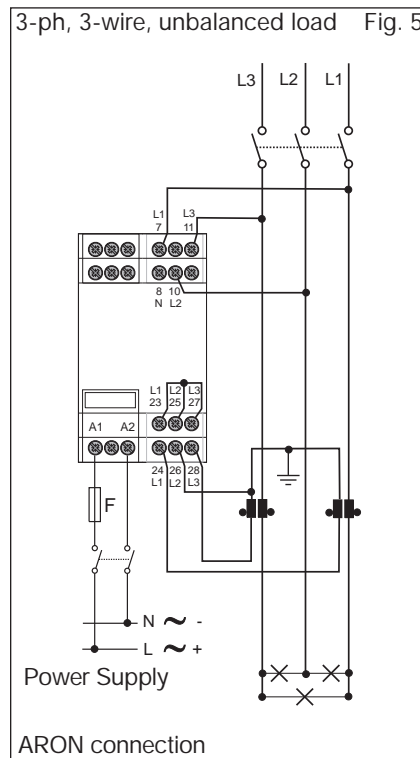 3-ph, 3-wire, unbalanced load Fig. 5
L3 L2 L1
L1 L3
7 11
8 10
N L2
L1 L2 L3
23 25 27
A1 A2
24 26 28
L1 L2 L3
F
N ~ -
L ~ +
Power Supply
ARON connection